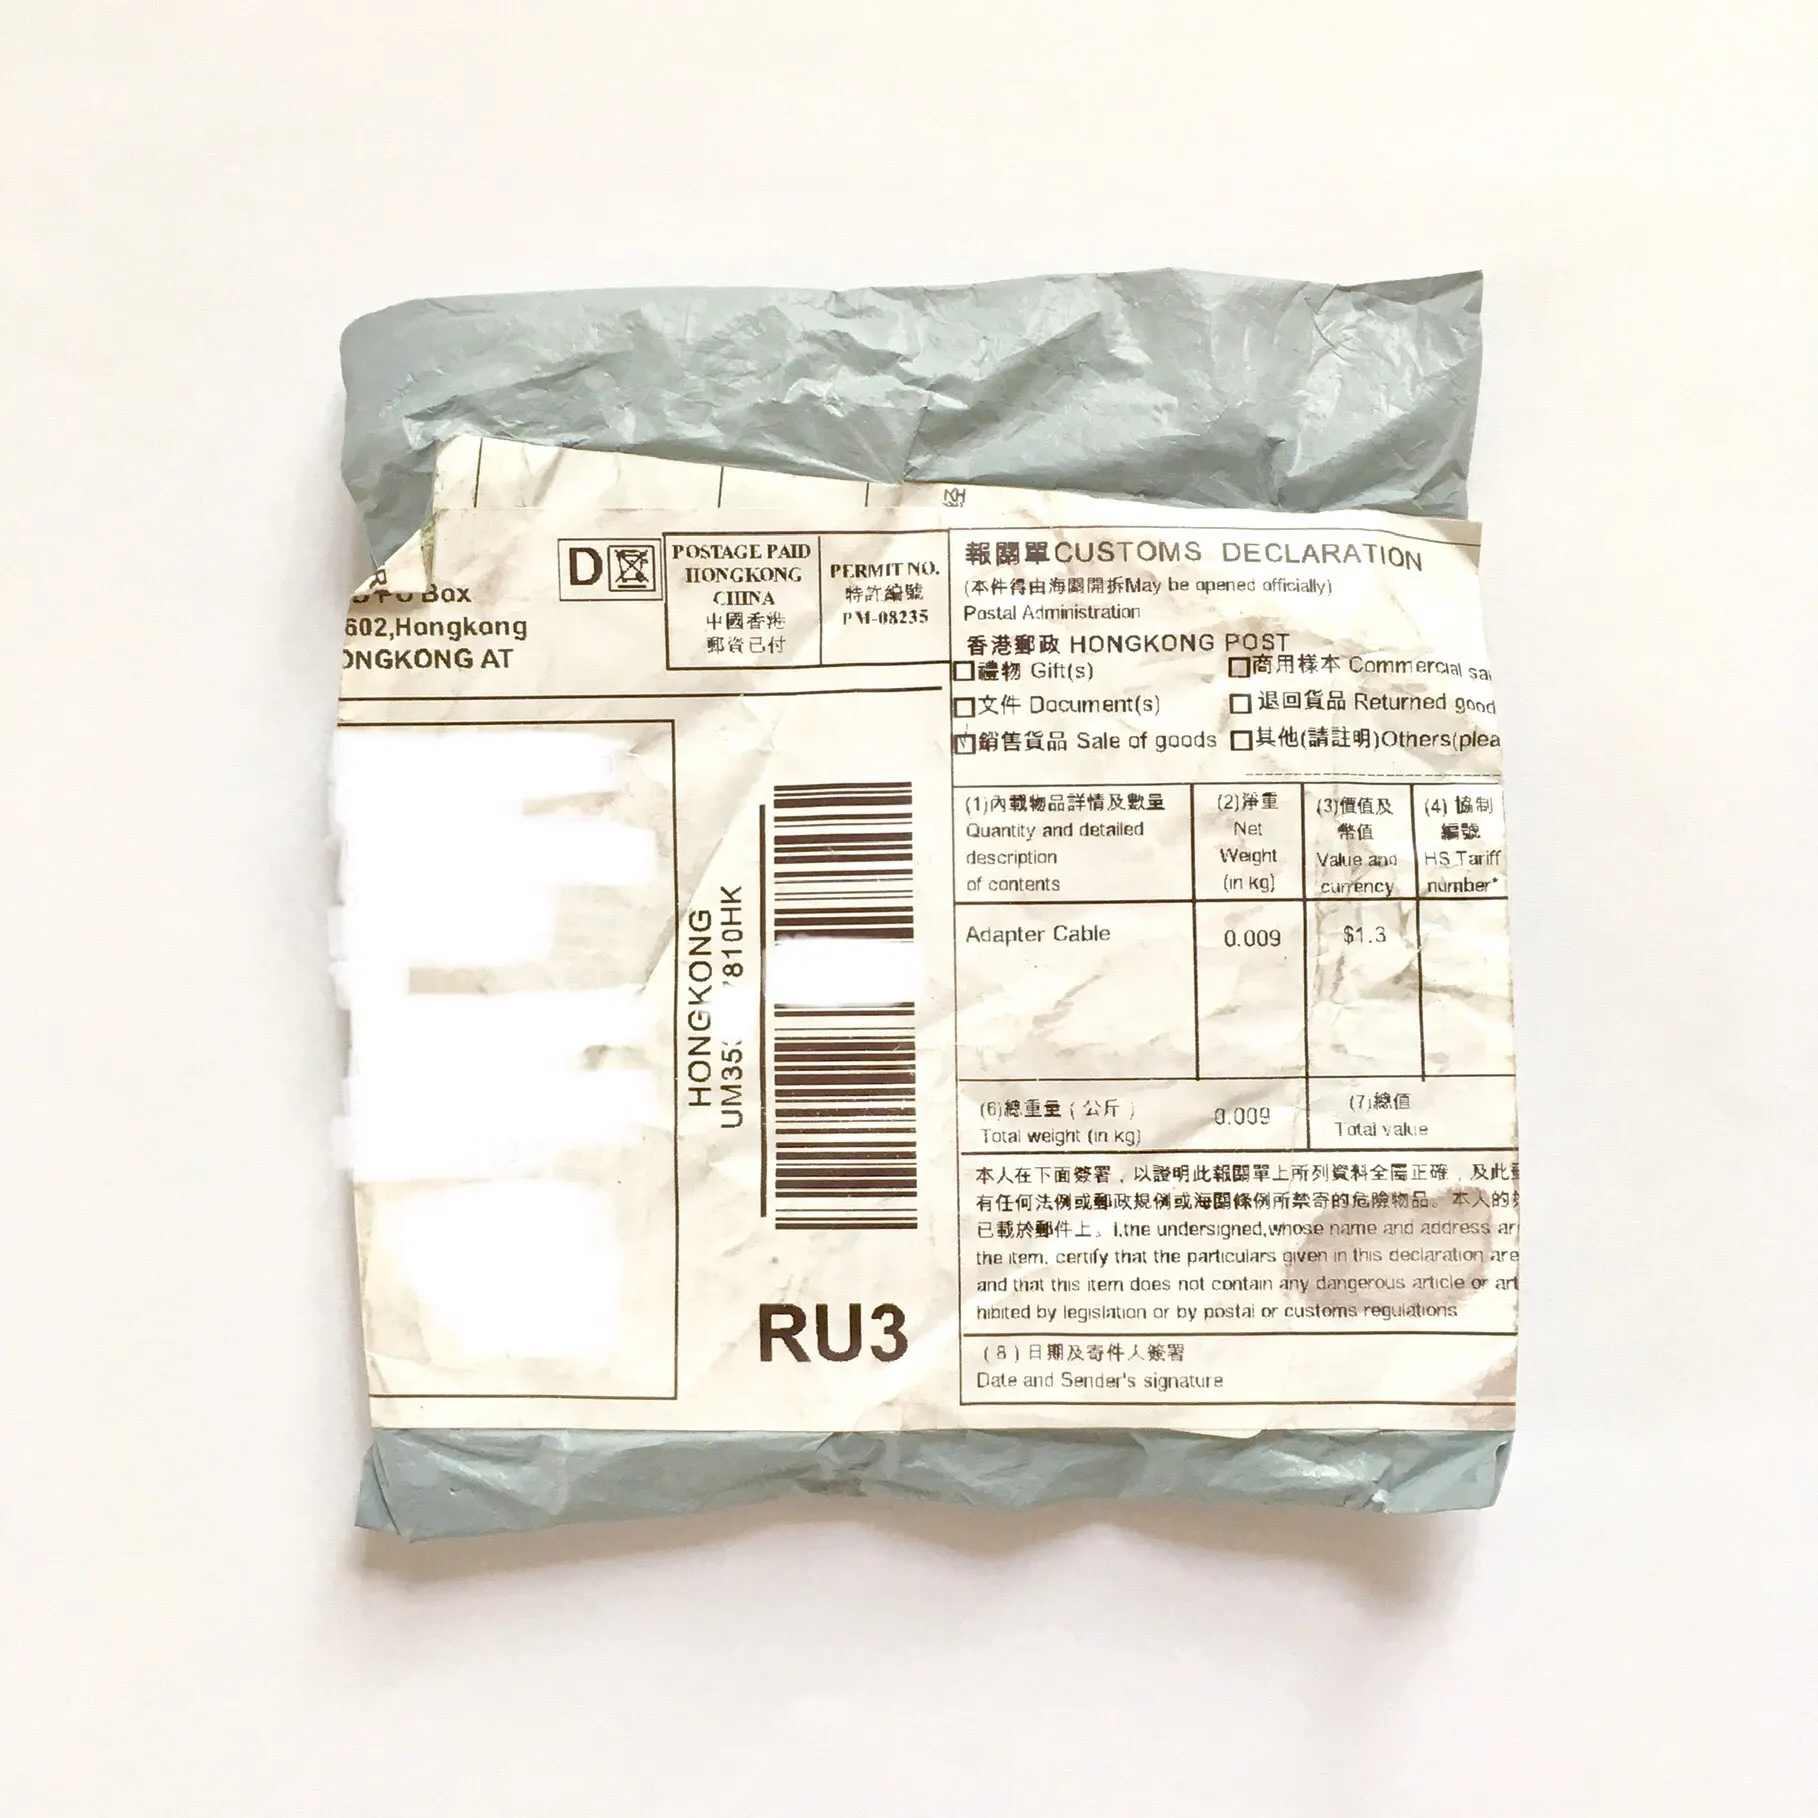 Box
602,Hongkong
ONGKONG AT
D
POSTAGE PAID
HONGKONG
CHINA
中國香港
郵資已付
PERMIT NO.
特許編號
PM-08235
HONGKONG
UM35
810HK
RU3
報關單CUSTOMS DECLARATION
(本件得由海關開拆May be opened officially)
Postal Administration
香港郵政 HONGKONG POST
禮物 Gift(s)
商用樣本 Commercial sa
文件 Document(s)
退回貨品 Returned good
銷售貨品 Sale of goods
其他(請註明)Others(plea
(1)內載物品詳情及數量
Quantity and detailed
description
of contents
(2)淨重
Net
Weight
(in kg)
(3)價值及
幣值
Value and
currency
(4) 協制
編號
HS Tariff
number*
Adapter Cable
0.009
$1.3
(6)總重量 ( 公斤 )
Total weight (in kg)
0.009
(7)總值
Total value
本人在下面簽署，以證明此報關單上所列資料全屬正確，及此
有任何法例或郵政規例或海關條例所禁寄的危險物品。本人的
已載於郵件上。I,the undersigned,whose name and address ar
the item, certify that the particulars given in this declaration are
and that this item does not contain any dangerous article or art
hibited by legislation or by postal or customs regulations
(8)日期及寄件人簽署
Date and Sender's signature